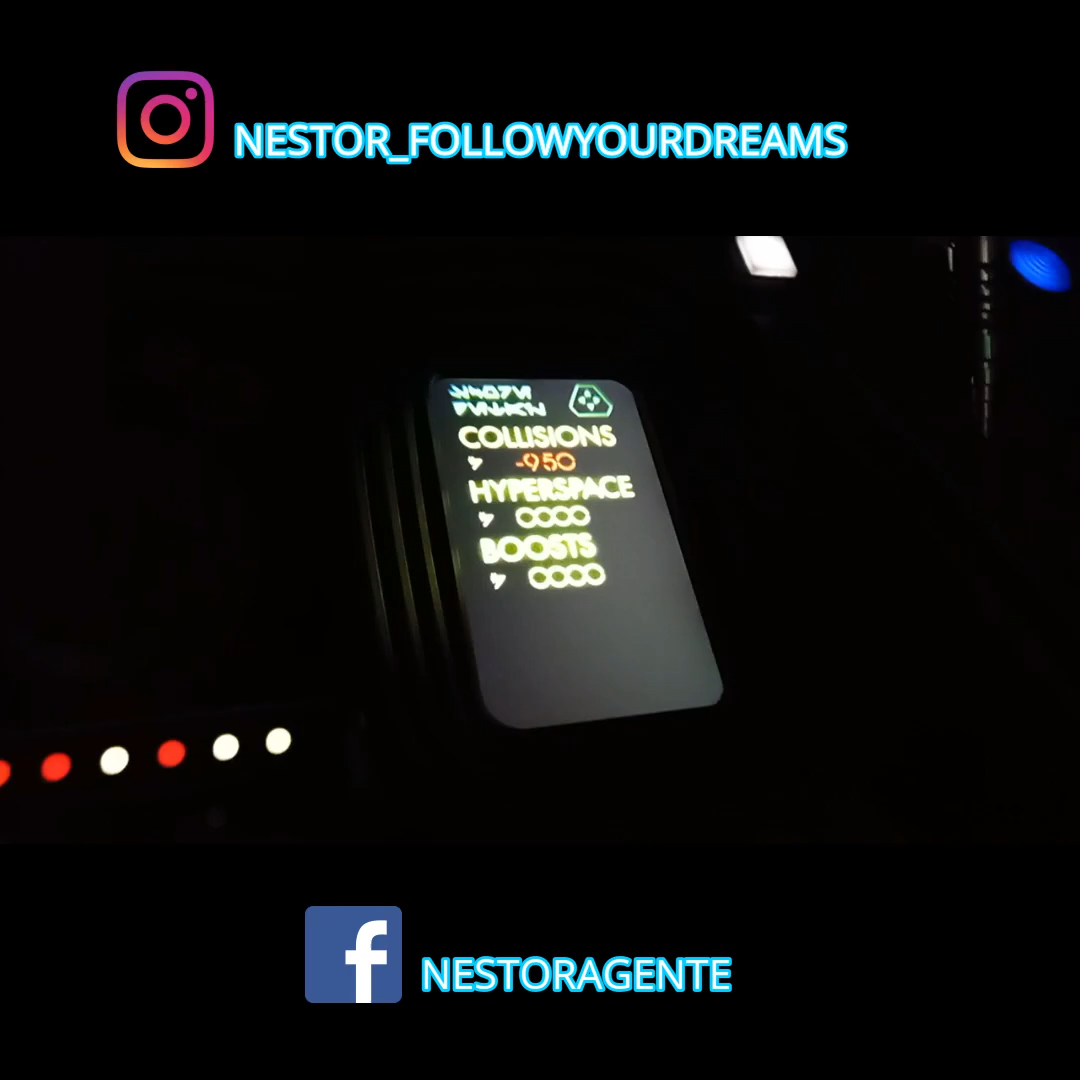 NESTOR_FOLLOWYOURDREAMS
COLLISIONS
-950
HYPERSPACE
0000
BOOSTS
0000
NESTORAGENTE